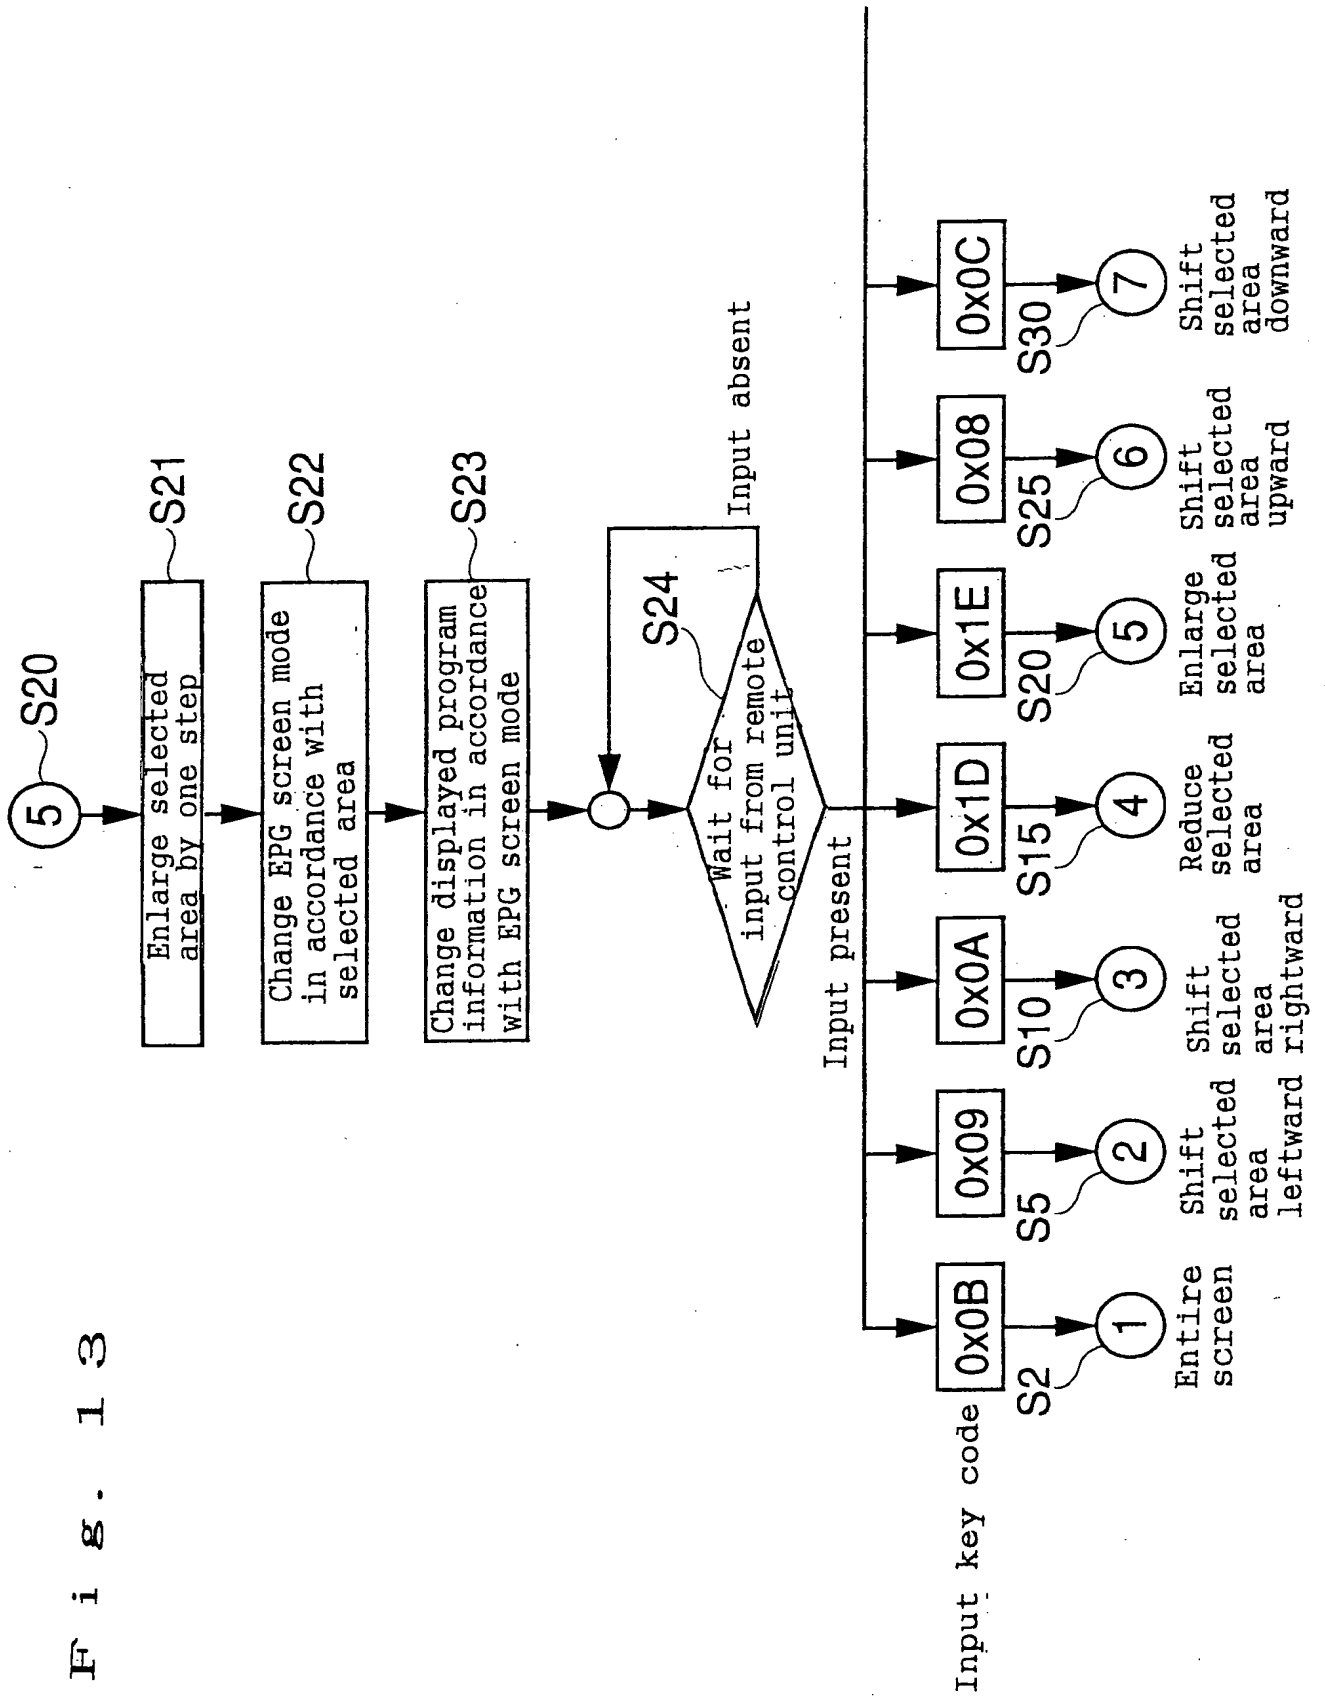 Fig. 13
5
S20
Enlarge selected
area by one step
S21
Change EPG screen mode
in accordance with
selected area
S22
Change displayed program
information in accordance
with EPG screen mode
S23
Wait for
input from remote
control unit
S24
Input absent
Input present
Input key code
0x0B
0x09
0x0A
0x1D
0x1E
0x08
0x0C
S2
S5
S10
S15
S20
S25
S30
1
2
3
4
5
6
7
Entire
screen
Shift
selected
area
leftward
Shift
selected
area
rightward
Reduce
selected
area
Enlarge
selected
area
Shift
selected
area
upward
Shift
selected
area
downward